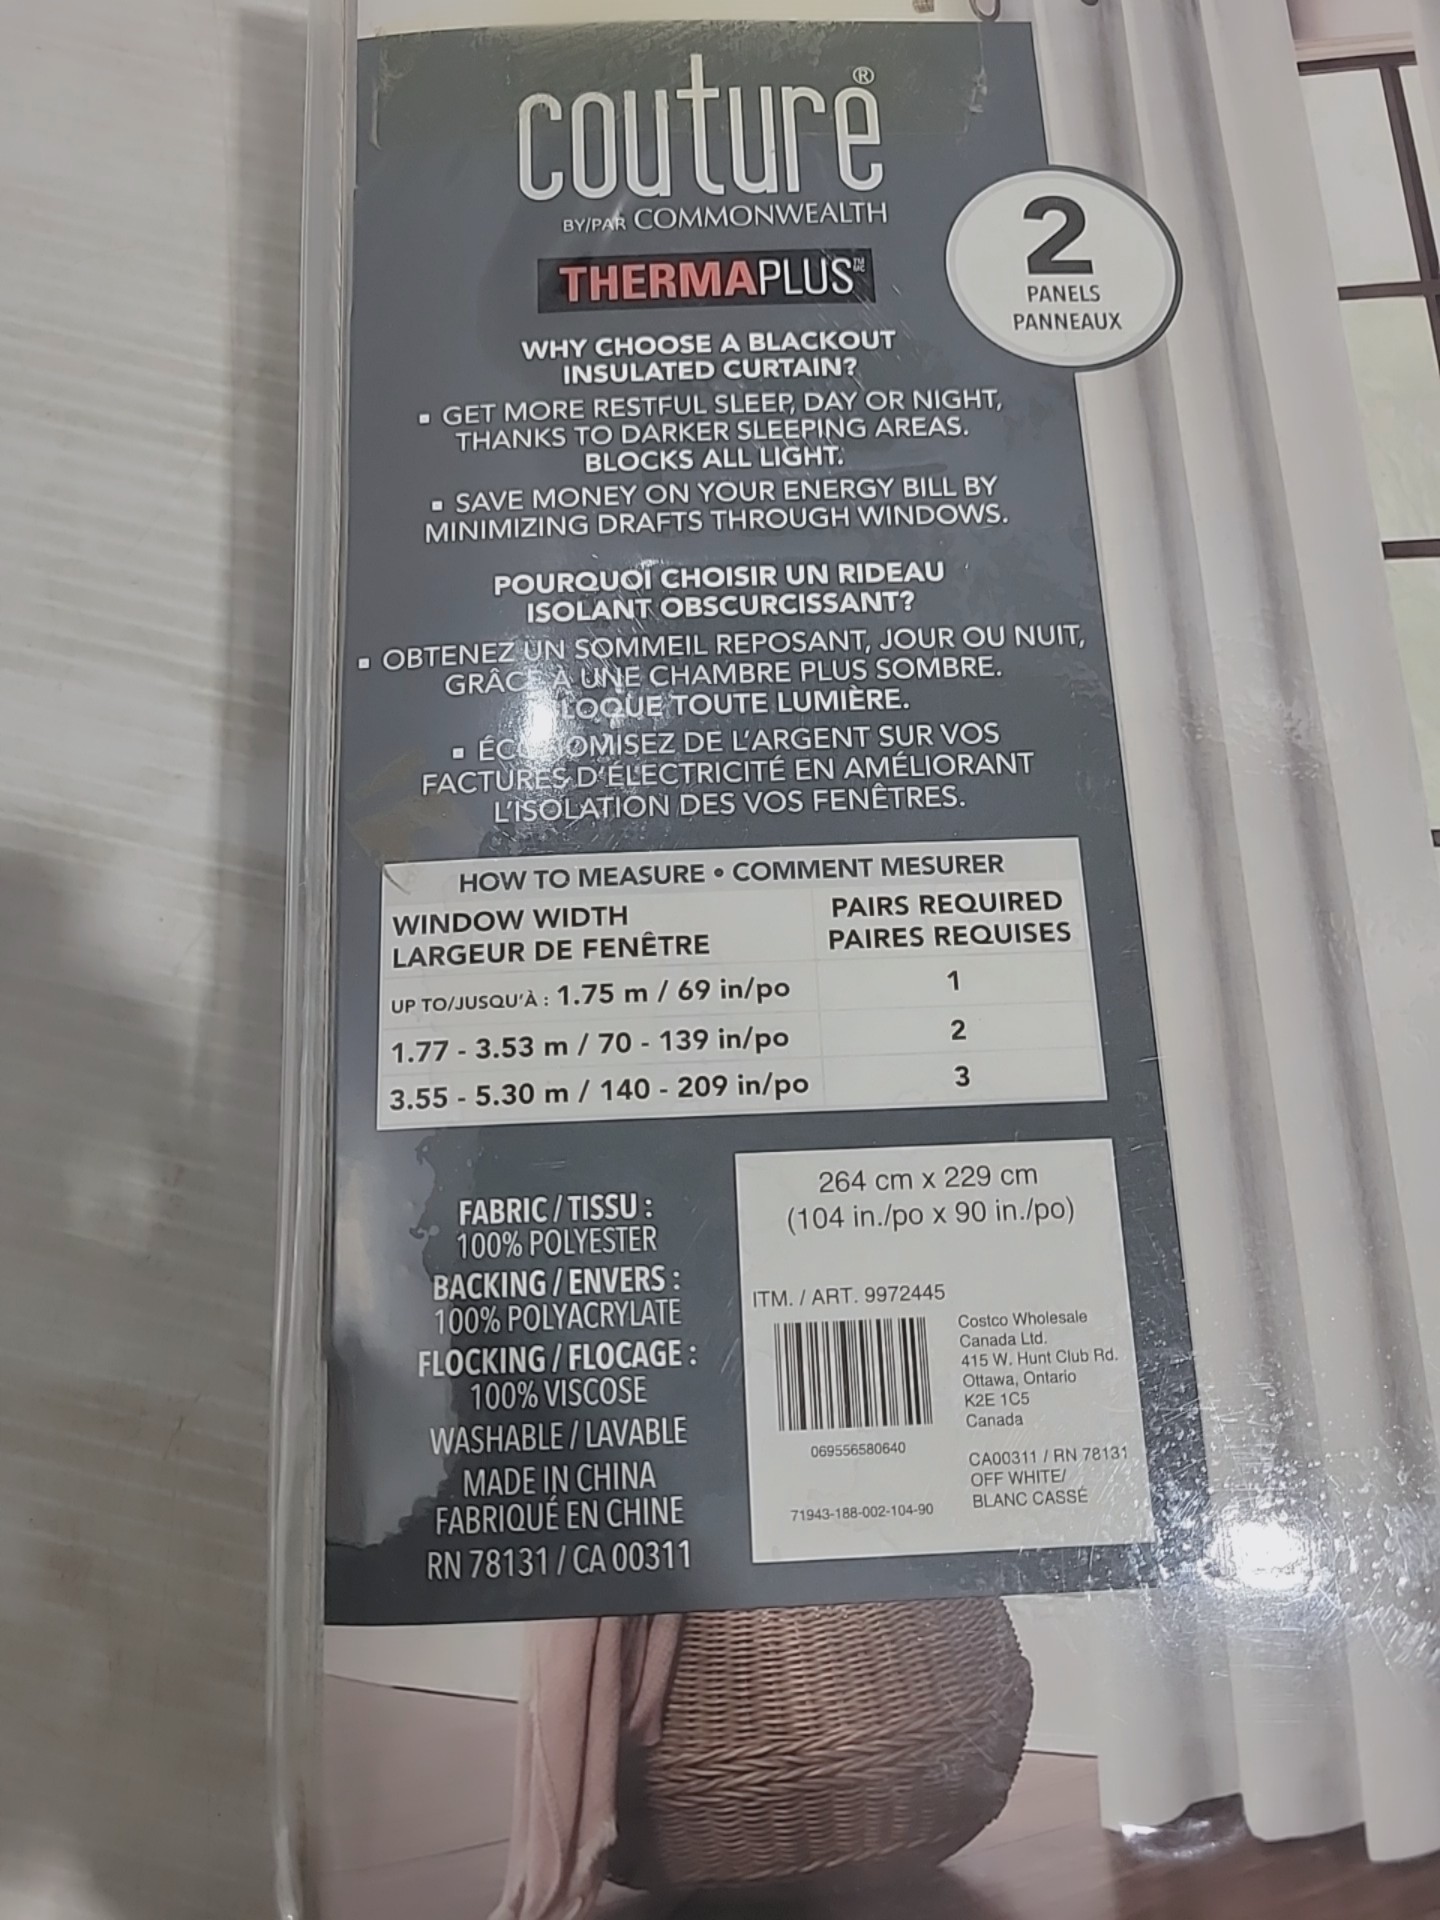 couture®
BY/PAR COMMONWEALTH
THERMAPLUS™ MC
2
PANELS
PANNEAUX
WHY CHOOSE A BLACKOUT
INSULATED CURTAIN?
▫ GET MORE RESTFUL SLEEP, DAY OR NIGHT,
THANKS TO DARKER SLEEPING AREAS.
BLOCKS ALL LIGHT.
▫ SAVE MONEY ON YOUR ENERGY BILL BY
MINIMIZING DRAFTS THROUGH WINDOWS.
POURQUOI CHOISIR UN RIDEAU
ISOLANT OBSCURCISSANT?
▫ OBTENEZ UN SOMMEIL REPOSANT, JOUR OU NUIT,
GRÂCE À UNE CHAMBRE PLUS SOMBRE.
TOUTE LUMIÈRE.
▫ ÉCONOMISEZ DE L'ARGENT SUR VOS
FACTURES D'ÉLECTRICITÉ EN AMÉLIORANT
L'ISOLATION DES VOS FENÊTRES.
HOW TO MEASURE • COMMENT MESURER
WINDOW WIDTH
LARGEUR DE FENÊTRE
PAIRS REQUIRED
PAIRES REQUISES
UP TO/JUSQU'À : 1.75 m / 69 in/po 1
1.77 - 3.53 m / 70 - 139 in/po 2
3.55 - 5.30 m / 140 - 209 in/po 3
FABRIC / TISSU :
100% POLYESTER
BACKING / ENVERS :
100% POLYACRYLATE
FLOCKING / FLOCAGE :
100% VISCOSE
WASHABLE / LAVABLE
MADE IN CHINA
FABRIQUÉ EN CHINE
RN 78131 / CA 00311
264 cm x 229 cm
(104 in./po x 90 in./po)
ITM. / ART. 9972445
069556580640
71943-188-002-104-90
Costco Wholesale
Canada Ltd.
415 W. Hunt Club Rd.
Ottawa, Ontario
K2E 1C5
Canada
CA00311 / RN 78131
OFF WHITE/
BLANC CASSÉ